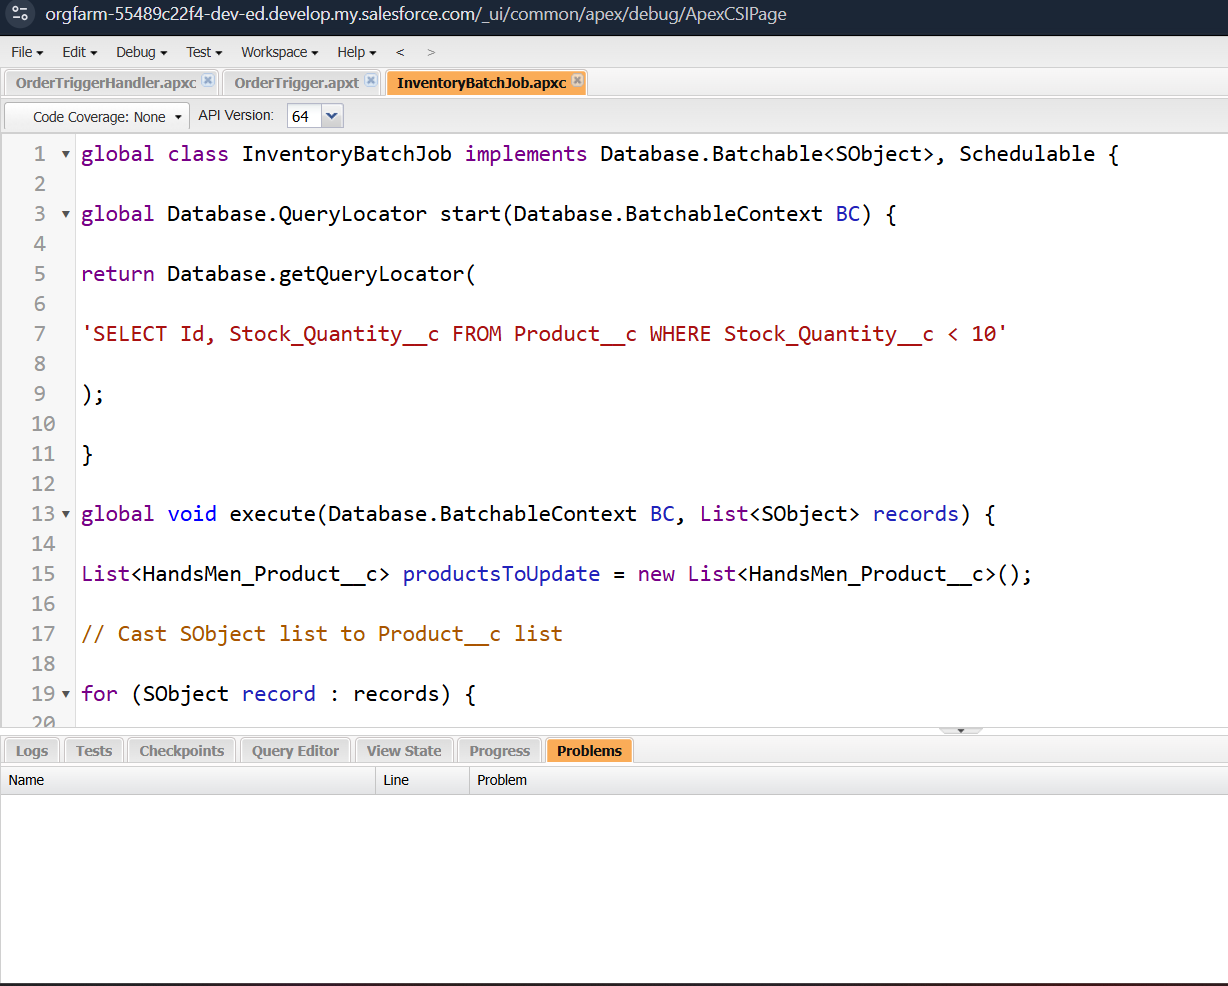 orgfarm-55489c22f4-dev-ed.develop.my.salesforce.com/_ui/common/apex/debug/ApexCSIPage
File Edit Debug Test Workspace Help < >
OrderTriggerHandler.apxc OrderTrigger.apxt InventoryBatchJob.apxc
Code Coverage: None API Version: 64
1 global class InventoryBatchJob implements Database.Batchable<SObject>, Schedulable {
2
3 global Database.QueryLocator start(Database.BatchableContext BC) {
4
5 return Database.getQueryLocator(
6
7 'SELECT Id, Stock_Quantity__c FROM Product__c WHERE Stock_Quantity__c < 10'
8
9 );
10
11 }
12
13 global void execute(Database.BatchableContext BC, List<SObject> records) {
14
15 List<HandsMen_Product__c> productsToUpdate = new List<HandsMen_Product__c>();
16
17 // Cast SObject list to Product__c list
18
19 for (SObject record : records) {
20
Logs Tests Checkpoints Query Editor View State Progress Problems
Name Line Problem